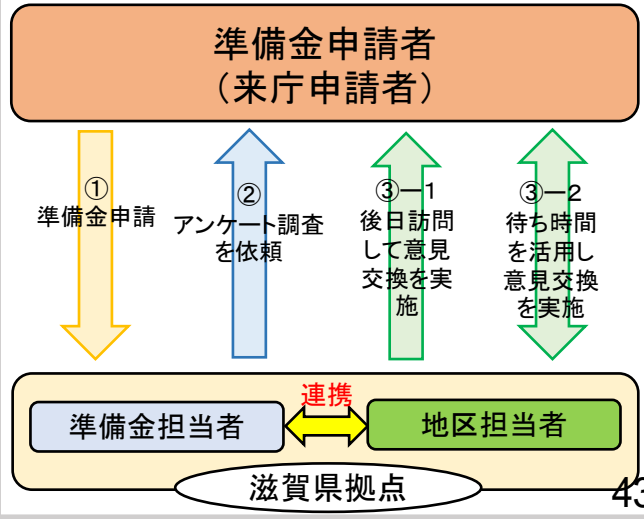 準備金申請者
（来庁申請者）
①
準備金申請
②
アンケート調査
を依頼
③ー1
後日訪問
して意見
交換を実
施
③ー2
待ち時間
を活用し
意見交換
を実施
連携
準備金担当者
地区担当者
滋賀県拠点
43